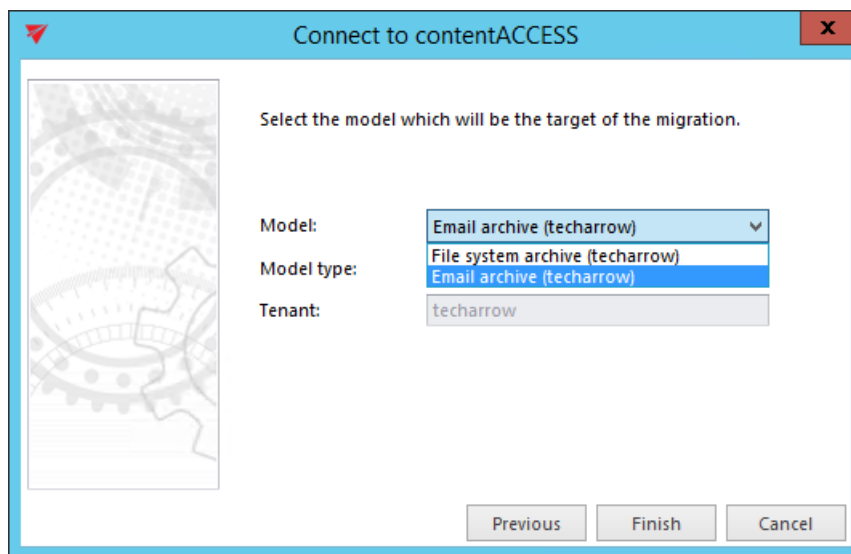 Connect to contentACCESS
x
Select the model which will be the target of the migration.
Model: Email archive (techarrow)
File system archive (techarrow)
Model type: Email archive (techarrow)
Tenant: techarrow
Previous Finish Cancel